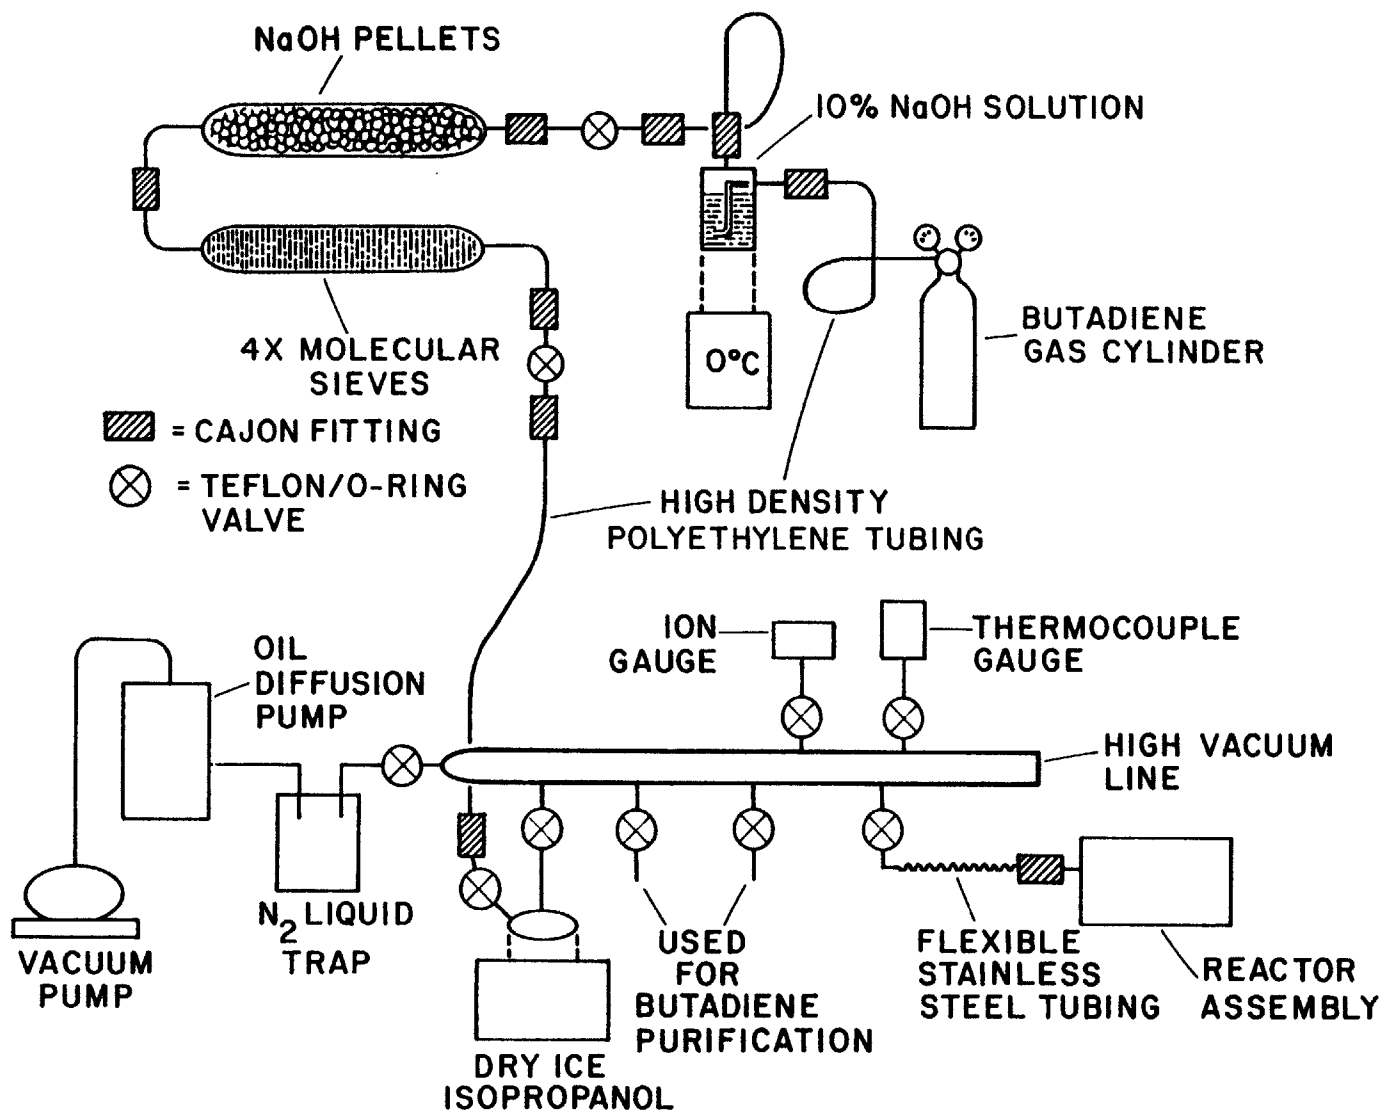 NaOH PELLETS
10% NaOH SOLUTION
4X MOLECULAR
SIEVES
0°C
BUTADIENE
GAS CYLINDER
= CAJON FITTING
= TEFLON/O-RING
VALVE
HIGH DENSITY
POLYETHYLENE TUBING
OIL
DIFFUSION
PUMP
ION
GAUGE
THERMOCOUPLE
GAUGE
HIGH VACUUM
LINE
N2 LIQUID
TRAP
VACUUM
PUMP
DRY ICE
ISOPROPANOL
USED
FOR
BUTADIENE
PURIFICATION
FLEXIBLE
STAINLESS
STEEL TUBING
REACTOR
ASSEMBLY